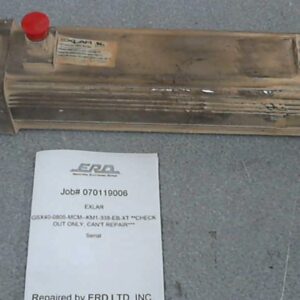 EXLAR
ERD
Job# 070119006
EXLAR
GSX40-0805-MCM--KM1-338-EB-XT **CHECK
OUT ONLY, CAN'T REPAIR***
Serial
Repaired by ERD LTD, INC